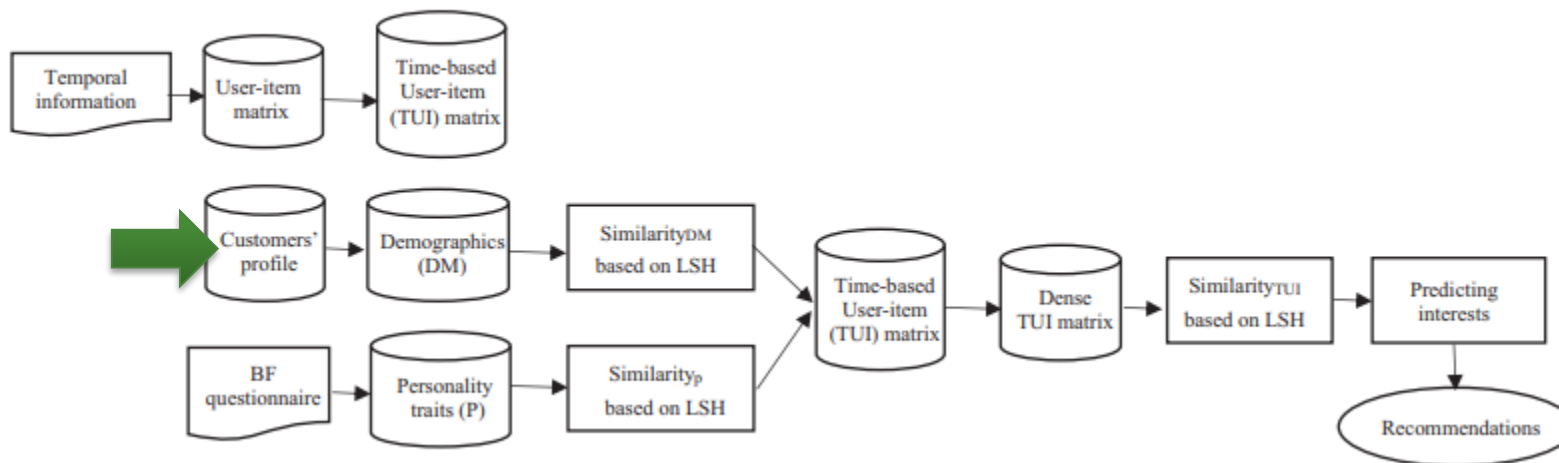 Temporal
information
User-item
matrix
Time-based
User-item
(TUI) matrix
Customers’
profile
Demographics
(DM)
SimilarityDM
based on LSH
BF
questionnaire
Personality
traits (P)
Similarityp
based on LSH
Time-based
User-item
(TUI) matrix
Dense
TUI matrix
SimilarityTUI
based on LSH
Predicting
interests
Recommendations